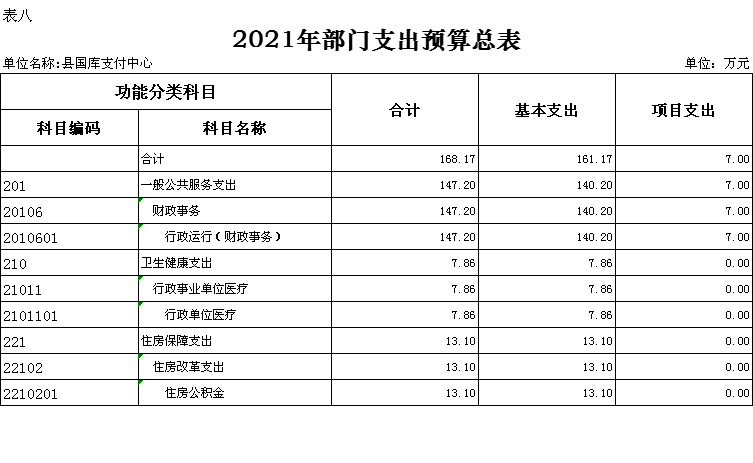 表八
2021年部门支出预算总表
单位名称:县国库支付中心 单位：万元
功能分类科目 合计 基本支出 项目支出
科目编码 科目名称
合计 168.17 161.17 7.00
201 一般公共服务支出 147.20 140.20 7.00
20106 财政事务 147.20 140.20 7.00
2010601 行政运行（财政事务） 147.20 140.20 7.00
210 卫生健康支出 7.86 7.86 0.00
21011 行政事业单位医疗 7.86 7.86 0.00
2101101 行政单位医疗 7.86 7.86 0.00
221 住房保障支出 13.10 13.10 0.00
22102 住房改革支出 13.10 13.10 0.00
2210201 住房公积金 13.10 13.10 0.00